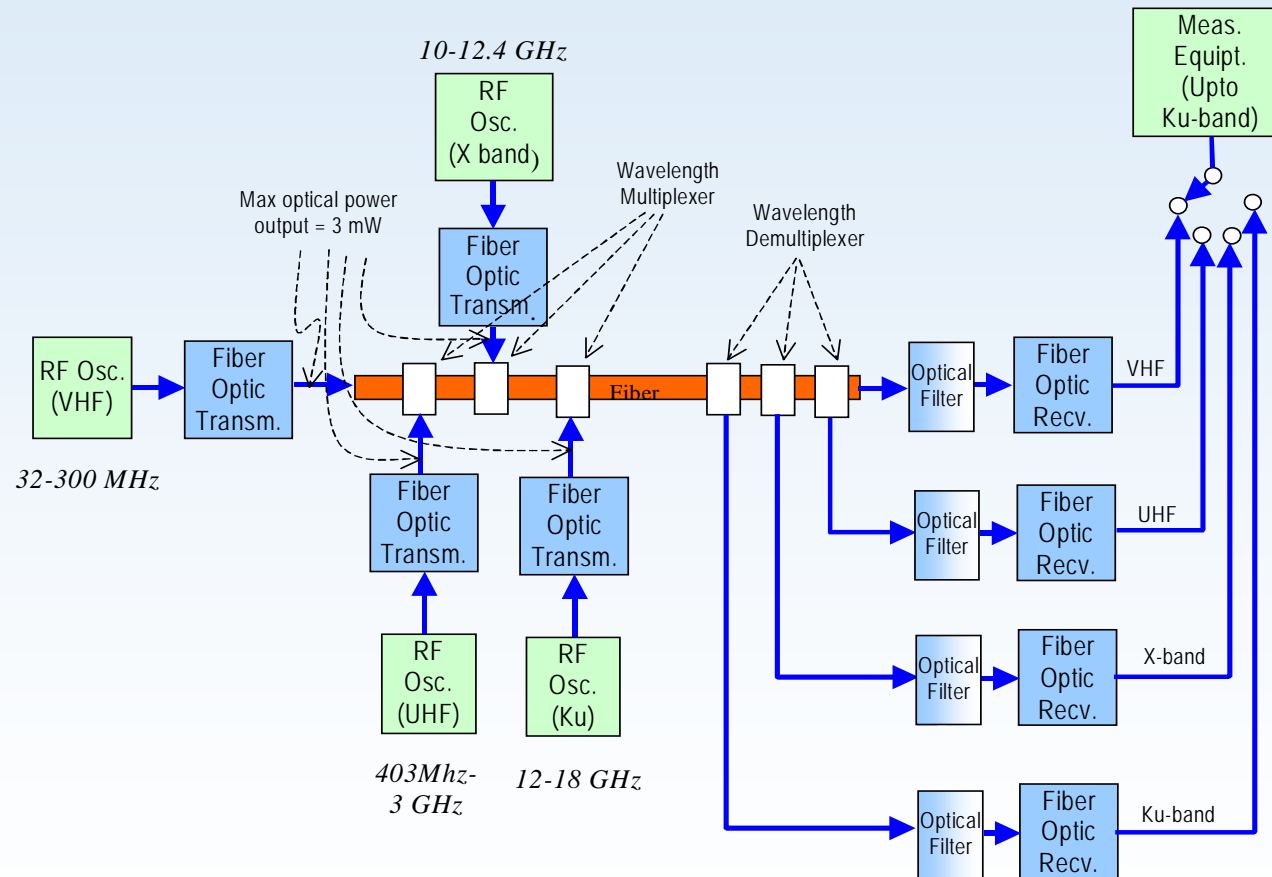 10-12.4 GHz
RF
Osc.
(X band)
Meas.
Equipt.
(Upto
Ku-band)
Max optical power
output = 3 mW
Wavelength
Multiplexer
Wavelength
Demultiplexer
Fiber
Optic
Transm.
RF Osc.
(VHF)
32-300 MHz
Fiber
Optic
Transm.
Fiber
Optical
Filter
Fiber
Optic
Recv.
VHF
Fiber
Optic
Transm.
Fiber
Optic
Transm.
Optical
Filter
Fiber
Optic
Recv.
UHF
RF
Osc.
(UHF)
403Mhz-
3 GHz
RF
Osc.
(Ku)
12-18 GHz
Optical
Filter
Fiber
Optic
Recv.
X-band
Optical
Filter
Fiber
Optic
Recv.
Ku-band